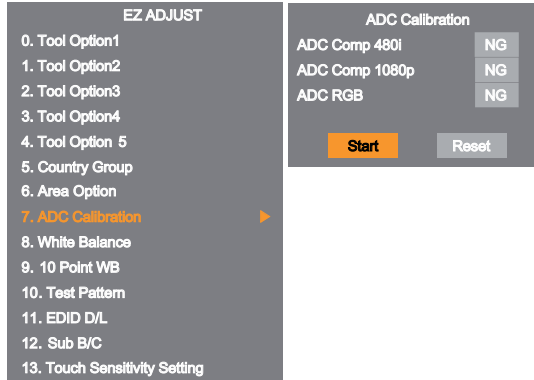 EZ ADJUST
0. Tool Option1
1. Tool Option2
2. Tool Option3
3. Tool Option4
4. Tool Option 5
5. Country Group
6. Area Option
7. ADC Calibration
8. White Balance
9. 10 Point WB
10. Test Pattern
11. EDID D/L
12. Sub B/C
13. Touch Sensitivity Setting
ADC Calibration
ADC Comp 480i NG
ADC Comp 1080p NG
ADC RGB NG
Start Reset